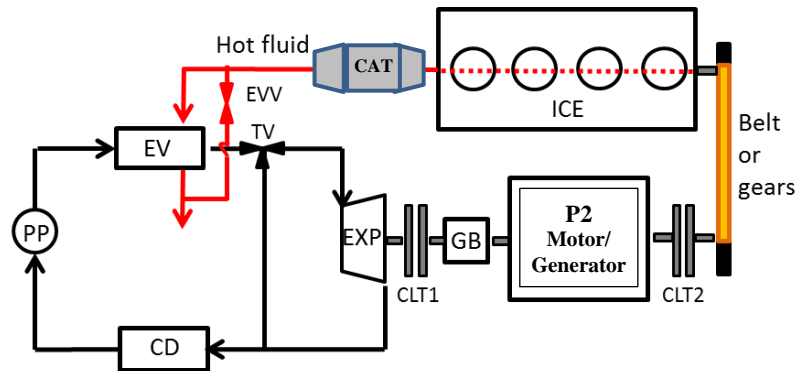 Hot fluid
CAT
ICE
EVV
TV
EV
Belt
or
gears
PP
EXP
GB
P2
Motor/
Generator
CLT1
CLT2
CD